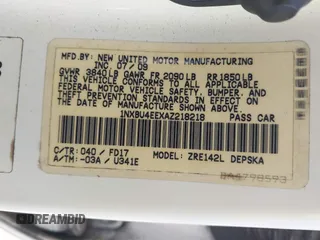 MFD.BY: NEW UNITED MOTOR MANUFACTURING
INC. 07/09
GVWR 3840LB GAWR FR 2090LB RR1850LB
THIS VEHICLE CONFORMS TO ALL APPLICABLE
FEDERAL MOTOR VEHICLE SAFETY, BUMPER, AND
THEFT PREVENTION STANDARDS IN EFFECT ON
THE DATE OF MANUFACTURE SHOWN ABOVE.
1NXBU4EEXAZ218218 PASS CAR
C/TR: 040 / FD17 MODEL: ZRE142L DEPSKA
A/TM: -03A / U341E
DREAMBID